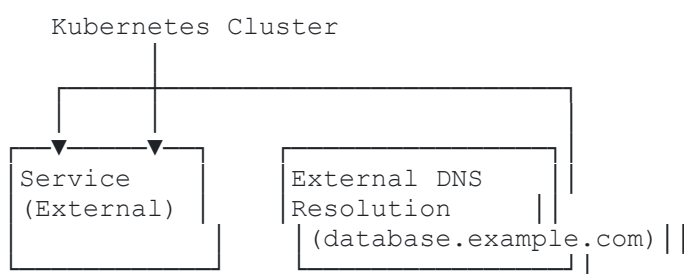 Kubernetes Cluster
Service
(External)
External DNS
Resolution
(database.example.com)